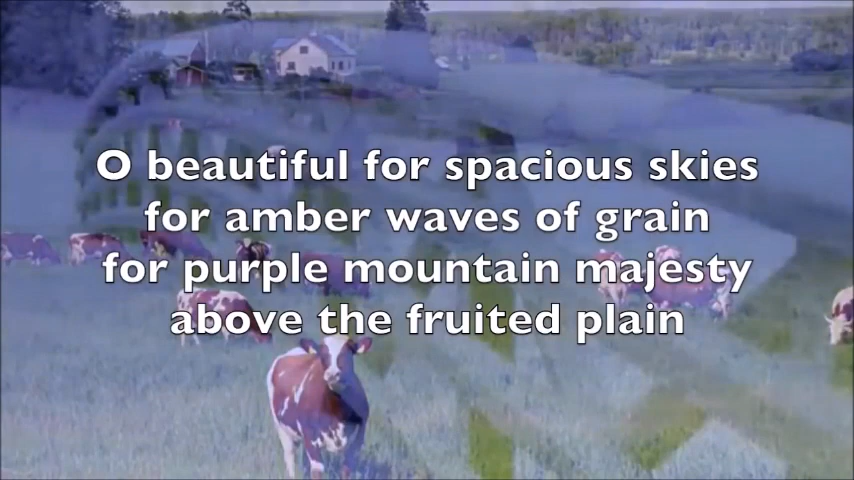 O beautiful for spacious skies
for amber waves of grain
for purple mountain majesty
above the fruited plain